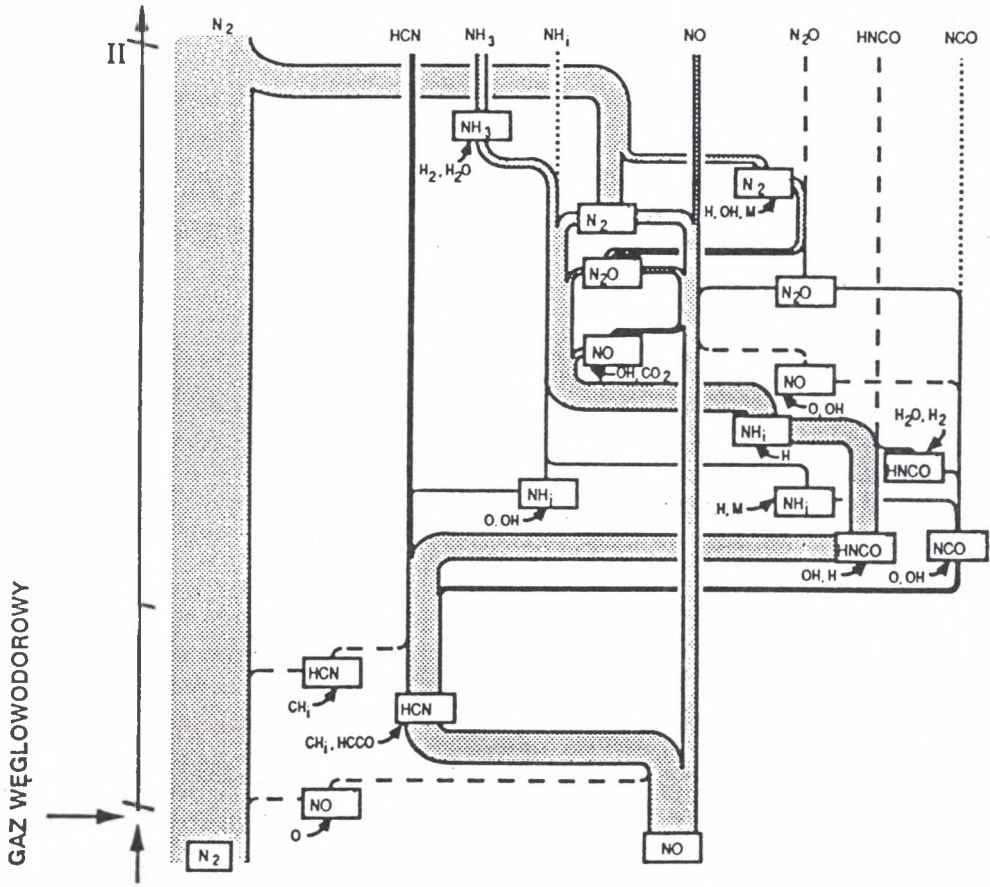 N₂ HCN NH₃ NHᵢ NO N₂O HNCO NCO
II
NH₃
H₂, H₂O
N₂
H, OH, M
N₂
N₂O
N₂O
NO
OH, CO₂
NO
O, OH
H₂O, H₂
NHᵢ
H
HNCO
NHᵢ
O, OH
NHᵢ
H, M
HNCO
OH, H
NCO
O, OH
HCN
CHᵢ
HCN
CHᵢ, HCCO
NO
O
N₂
NO
GAZ WĘGLOWODOROWY